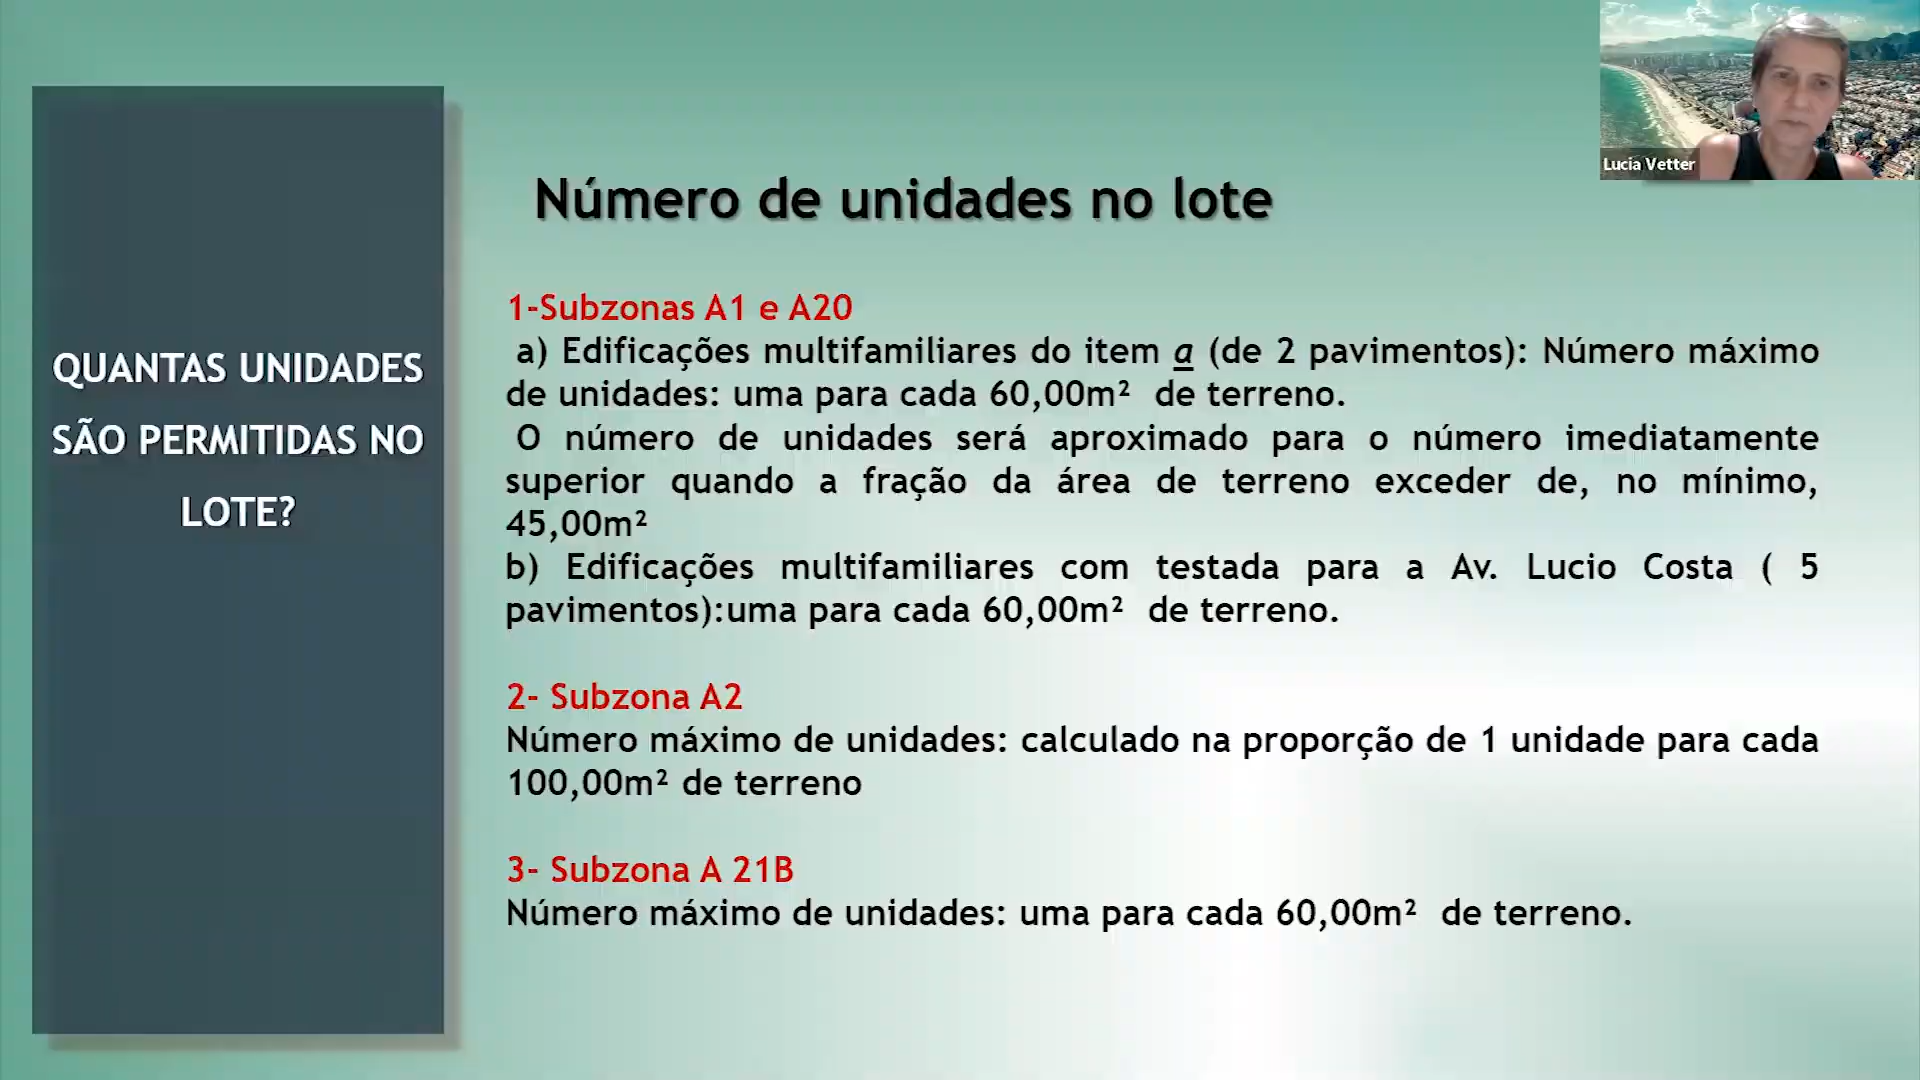 Lucia Vetter
Número de unidades no lote
QUANTAS UNIDADES
SÃO PERMITIDAS NO
LOTE?
1-Subzonas A1 e A20
a) Edificações multifamiliares do item a (de 2 pavimentos): Número máximo
de unidades: uma para cada 60,00m² de terreno.
O número de unidades será aproximado para o número imediatamente
superior quando a fração da área de terreno exceder de, no mínimo,
45,00m²
b) Edificações multifamiliares com testada para a Av. Lucio Costa ( 5
pavimentos):uma para cada 60,00m² de terreno.
2- Subzona A2
Número máximo de unidades: calculado na proporção de 1 unidade para cada
100,00m² de terreno
3- Subzona A 21B
Número máximo de unidades: uma para cada 60,00m² de terreno.